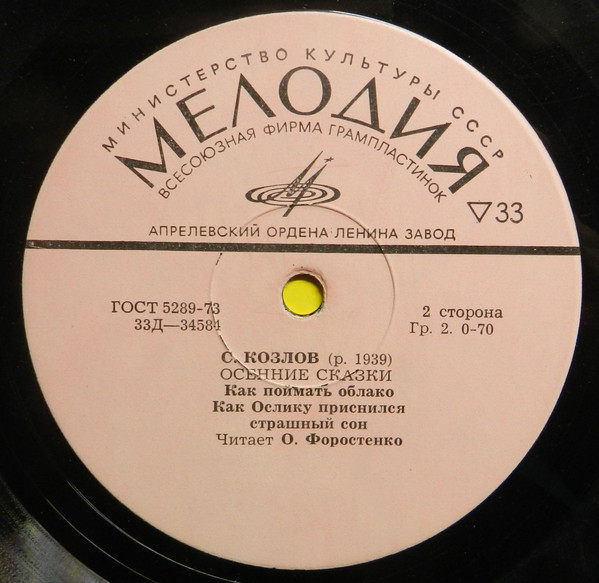 МИНИСТЕРСТВО КУЛЬТУРЫ СССР
МЕЛОДИЯ
ВСЕСОЮЗНАЯ ФИРМА ГРАМПЛАСТИНОК
▽33
АПРЕЛЕВСКИЙ ОРДЕНА ЛЕНИНА ЗАВОД
ГОСТ 5289-73
33Д—34584
2 сторона
Гр. 2. 0-70
С. КОЗЛОВ (р. 1939)
ОСЕННИЕ СКАЗКИ
Как поймать облако
Как Ослику приснился
страшный сон
Читает О. Форостенко